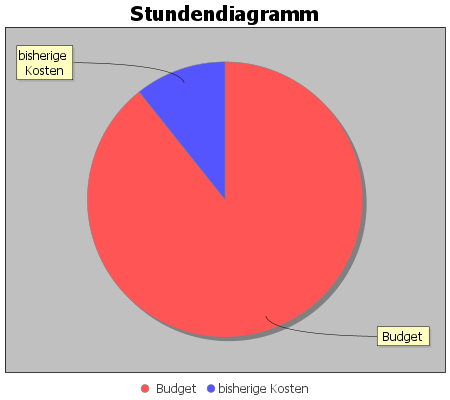 Stundendiagramm
bisherige
Kosten
Budget
Budget bisherige Kosten